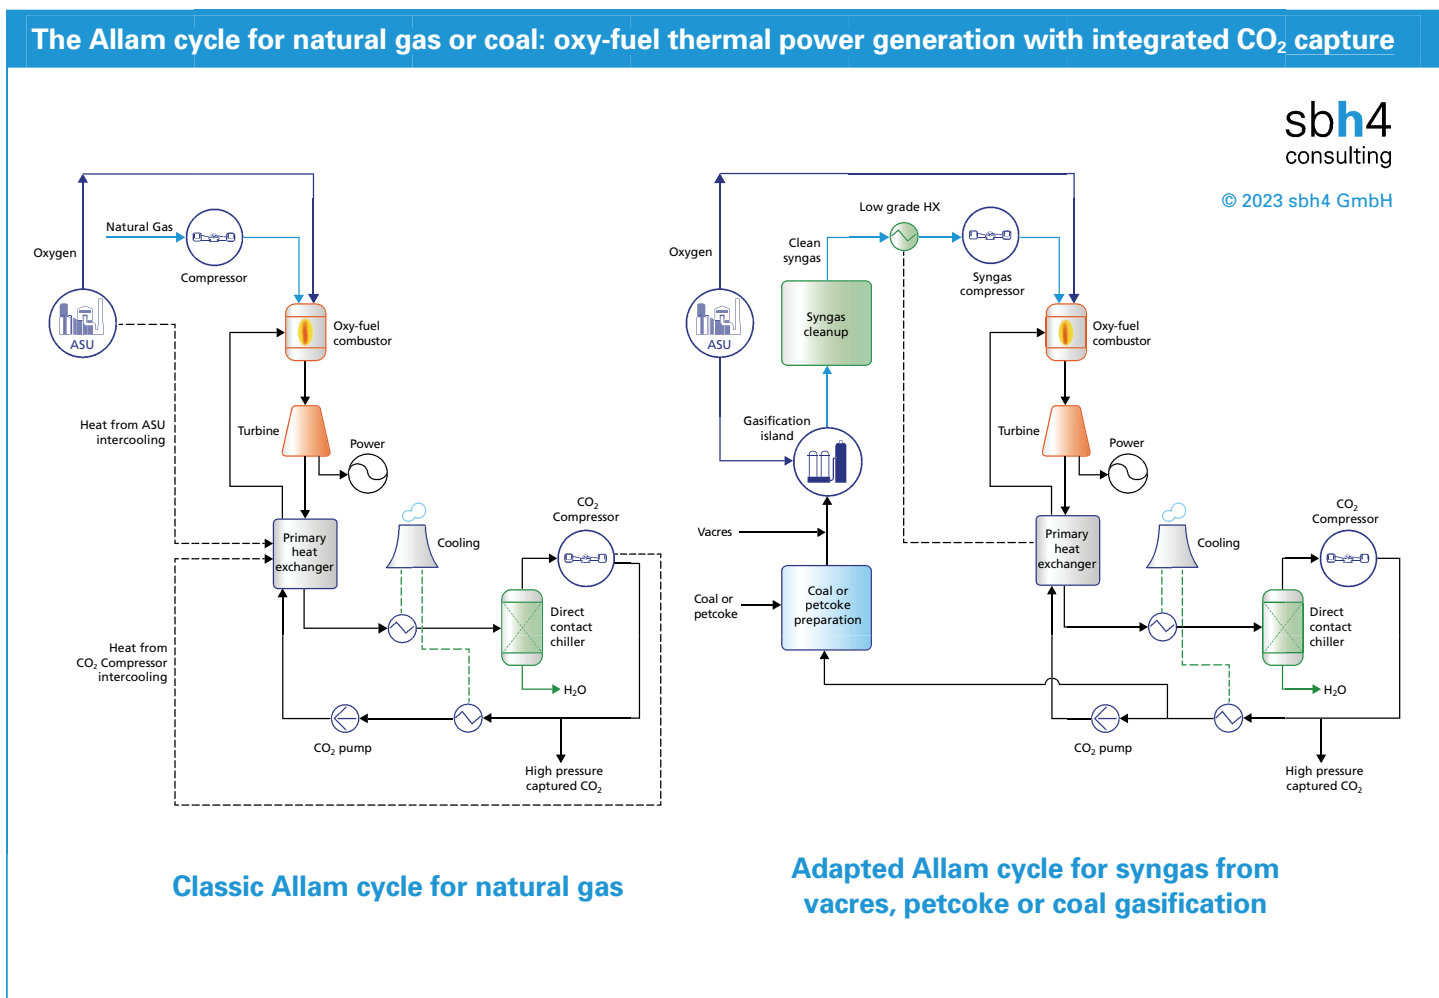 The Allam cycle for natural gas or coal: oxy-fuel thermal power generation with integrated CO₂ capture
sbh4
consulting
© 2023 sbh4 GmbH
Natural Gas
Oxygen
Compressor
ASU
Oxy-fuel
combustor
Heat from ASU
intercooling
Turbine
Power
CO₂
Compressor
Primary
heat
exchanger
Cooling
Direct
contact
chiller
Heat from
CO₂ Compressor
intercooling
H₂O
CO₂ pump
High pressure
captured CO₂
Classic Allam cycle for natural gas
Low grade HX
Clean
syngas
Oxygen
Syngas
compressor
ASU
Syngas
cleanup
Oxy-fuel
combustor
Gasification
island
Turbine
Power
CO₂
Compressor
Vacres
Primary
heat
exchanger
Cooling
Coal or
petcoke
Coal or
petcoke
preparation
Direct
contact
chiller
H₂O
CO₂ pump
High pressure
captured CO₂
Adapted Allam cycle for syngas from
vacres, petcoke or coal gasification